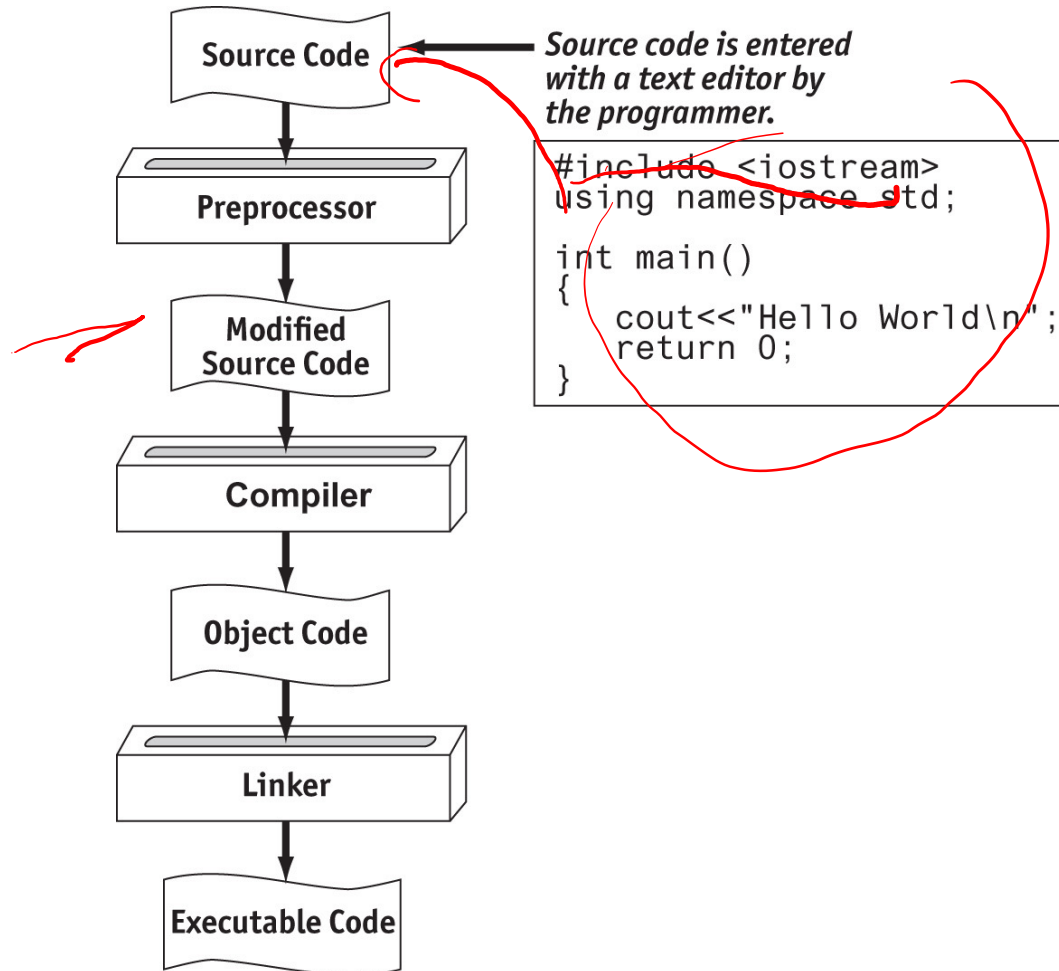 Source Code
Source code is entered
with a text editor by
the programmer.
#include <iostream>
using namespace std;
int main()
{
cout<<"Hello World\n";
return 0;
}
Preprocessor
Modified
Source Code
Compiler
Object Code
Linker
Executable Code